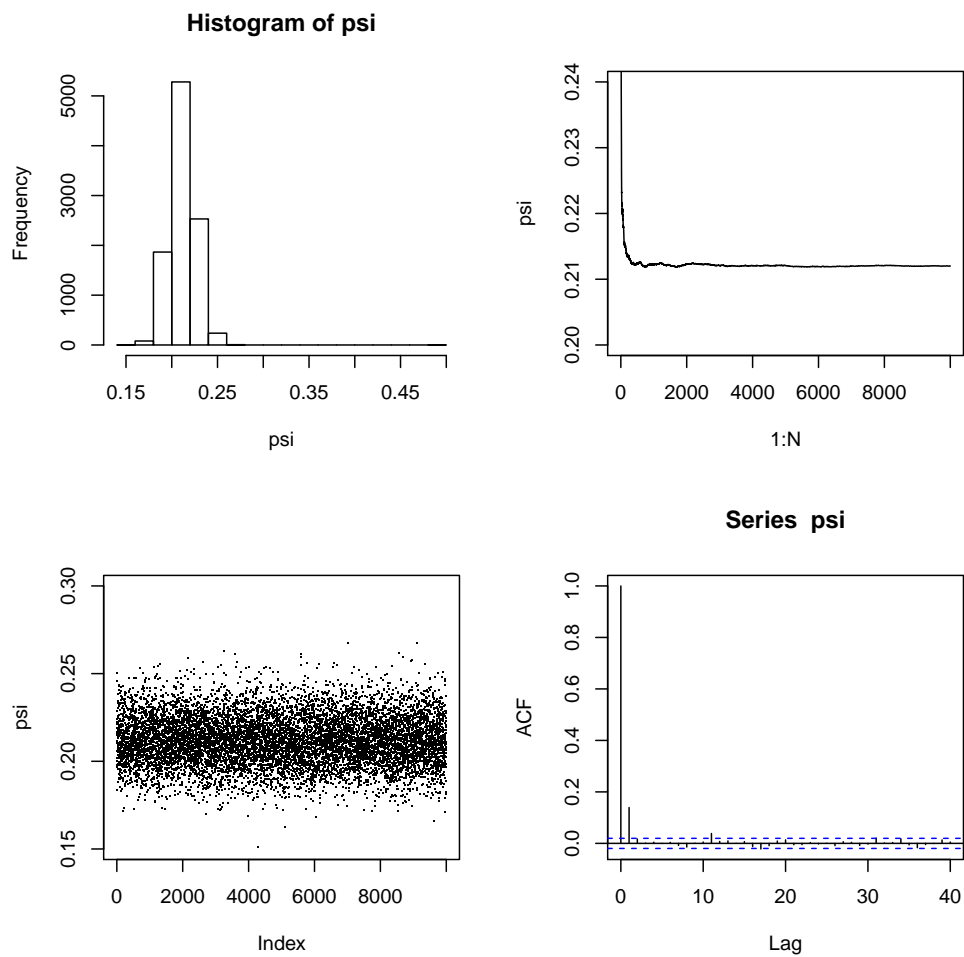 Histogram of psi
Frequency
0 1000 3000 5000
0.15 0.25 0.35 0.45
psi
psi
0.20 0.21 0.22 0.23 0.24
0 2000 4000 6000 8000
1:N
psi
0.15 0.20 0.25 0.30
0 2000 4000 6000 8000
Index
Series psi
ACF
0.0 0.2 0.4 0.6 0.8 1.0
0 10 20 30 40
Lag